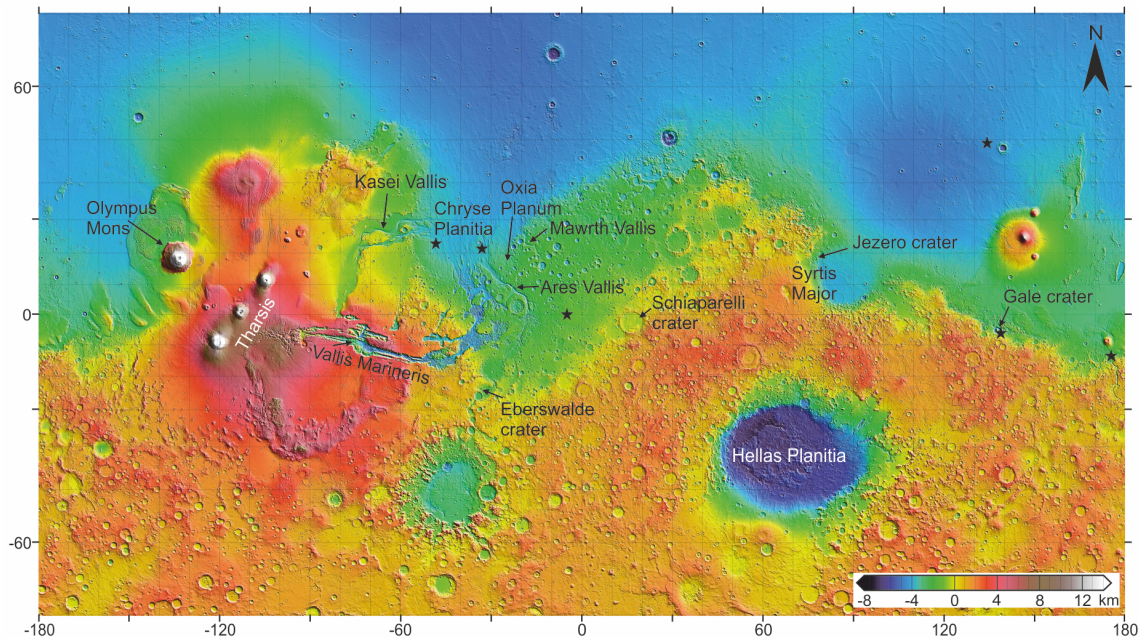 N
60
Kasei Vallis
Oxia
Planum
Olympus
Mons
Chryse
Planitia
Mawrth Vallis
Jezero crater
Ares Vallis
Syrtis
Major
Schiaparelli
crater
Gale crater
0
Tharsis
Vallis Marineris
Eberswalde
crater
Hellas Planitia
-60
-8 -4 0 4 8 12 km
-180 -120 -60 0 60 120 180